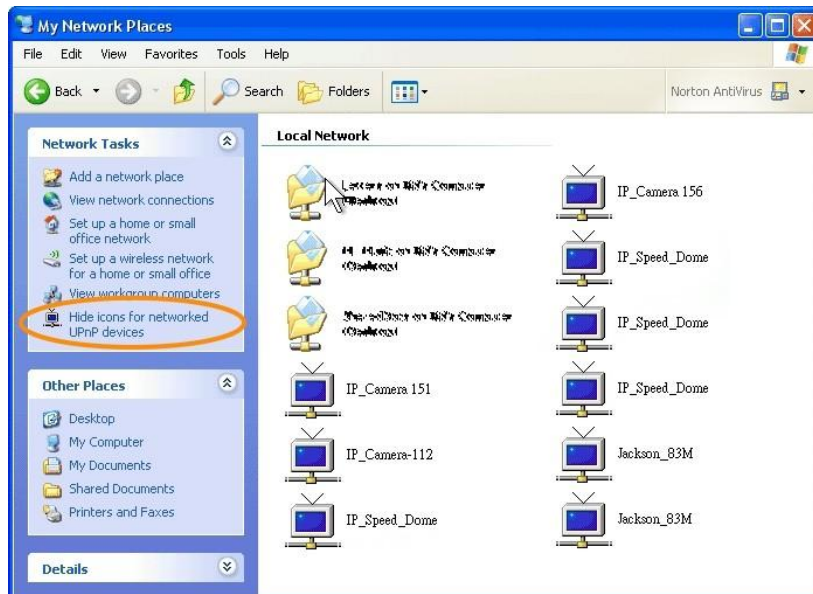 My Network Places
File Edit View Favorites Tools Help
Back Search Folders Norton AntiVirus
Network Tasks
Add a network place
View network connections
Set up a home or small
office network
Set up a wireless network
for a home or small office
View workgroup computers
Hide icons for networked
UPnP devices
Other Places
Desktop
My Computer
My Documents
Shared Documents
Printers and Faxes
Details
Local Network
IP_Camera 151
IP_Camera-112
IP_Speed_Dome
IP_Camera 156
IP_Speed_Dome
IP_Speed_Dome
IP_Speed_Dome
Jackson_83M
Jackson_83M